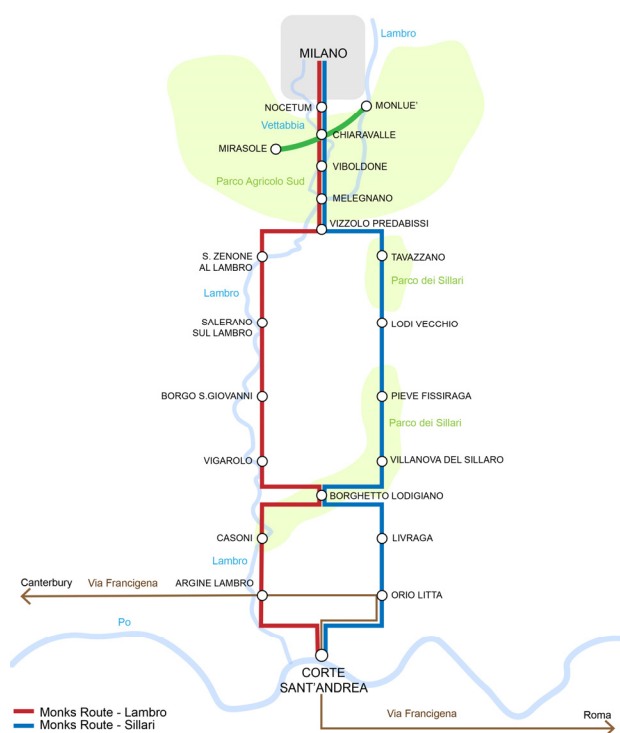 Lambro
MILANO
NOCETUM
MONLUE'
Vettabbia
CHIARAVALLE
MIRASOLE
VIBOLDONE
Parco Agricolo Sud
MELEGNANO
VIZZOLO PREDABISSI
S. ZENONE
AL LAMBRO
TAVAZZANO
Parco dei Sillari
Lambro
SALERANO
SUL LAMBRO
LODI VECCHIO
BORGO S.GIOVANNI
PIEVE FISSIRAGA
Parco dei Sillari
VIGAROLO
VILLANOVA DEL SILLARO
BORGHETTO LODIGIANO
CASONI
LIVRAGA
Lambro
ARGINE LAMBRO
Canterbury
Via Francigena
ORIO LITTA
Po
CORTE
SANT'ANDREA
Monks Route - Lambro
Monks Route - Sillari
Via Francigena
Roma